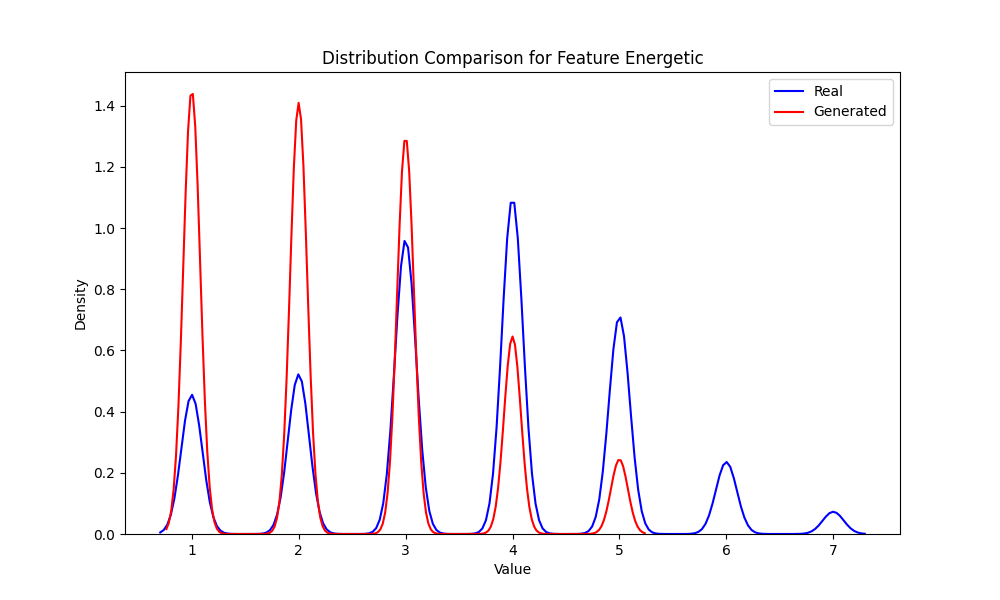 Distribution Comparison for Feature Energetic
Real
Generated
1.4
1.2
1.0
0.8
0.6
0.4
0.2
0.0
Density
1 2 3 4 5 6 7
Value